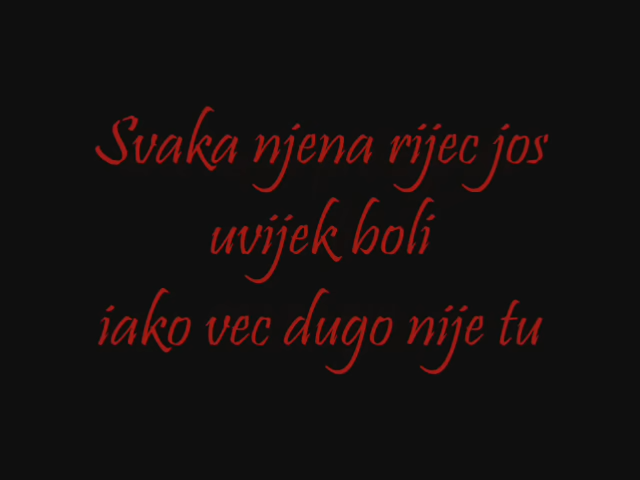 Svaka njena rijec jos
uvijek boli
iako vec dugo nije tu